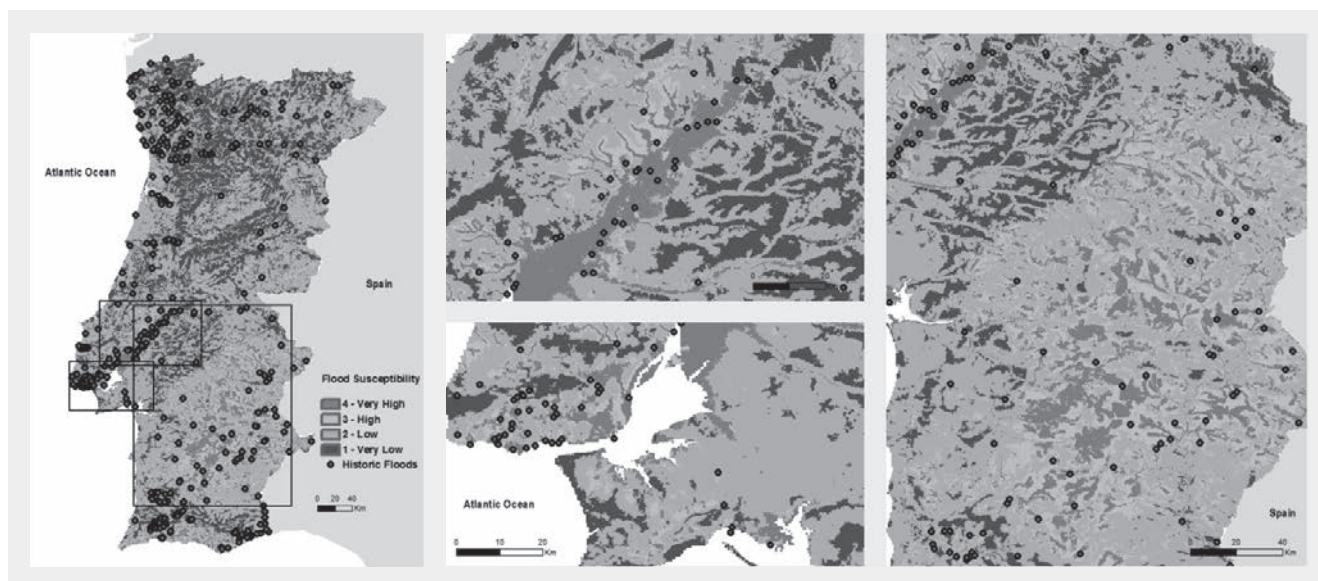 Atlantic Ocean
Spain
Flood Susceptibility
4 - Very High
3 - High
2 - Low
1 - Very Low
Historic Floods
0 20 40
Km
Atlantic Ocean
0 10 20
Km
Spain
0 20 40
Km